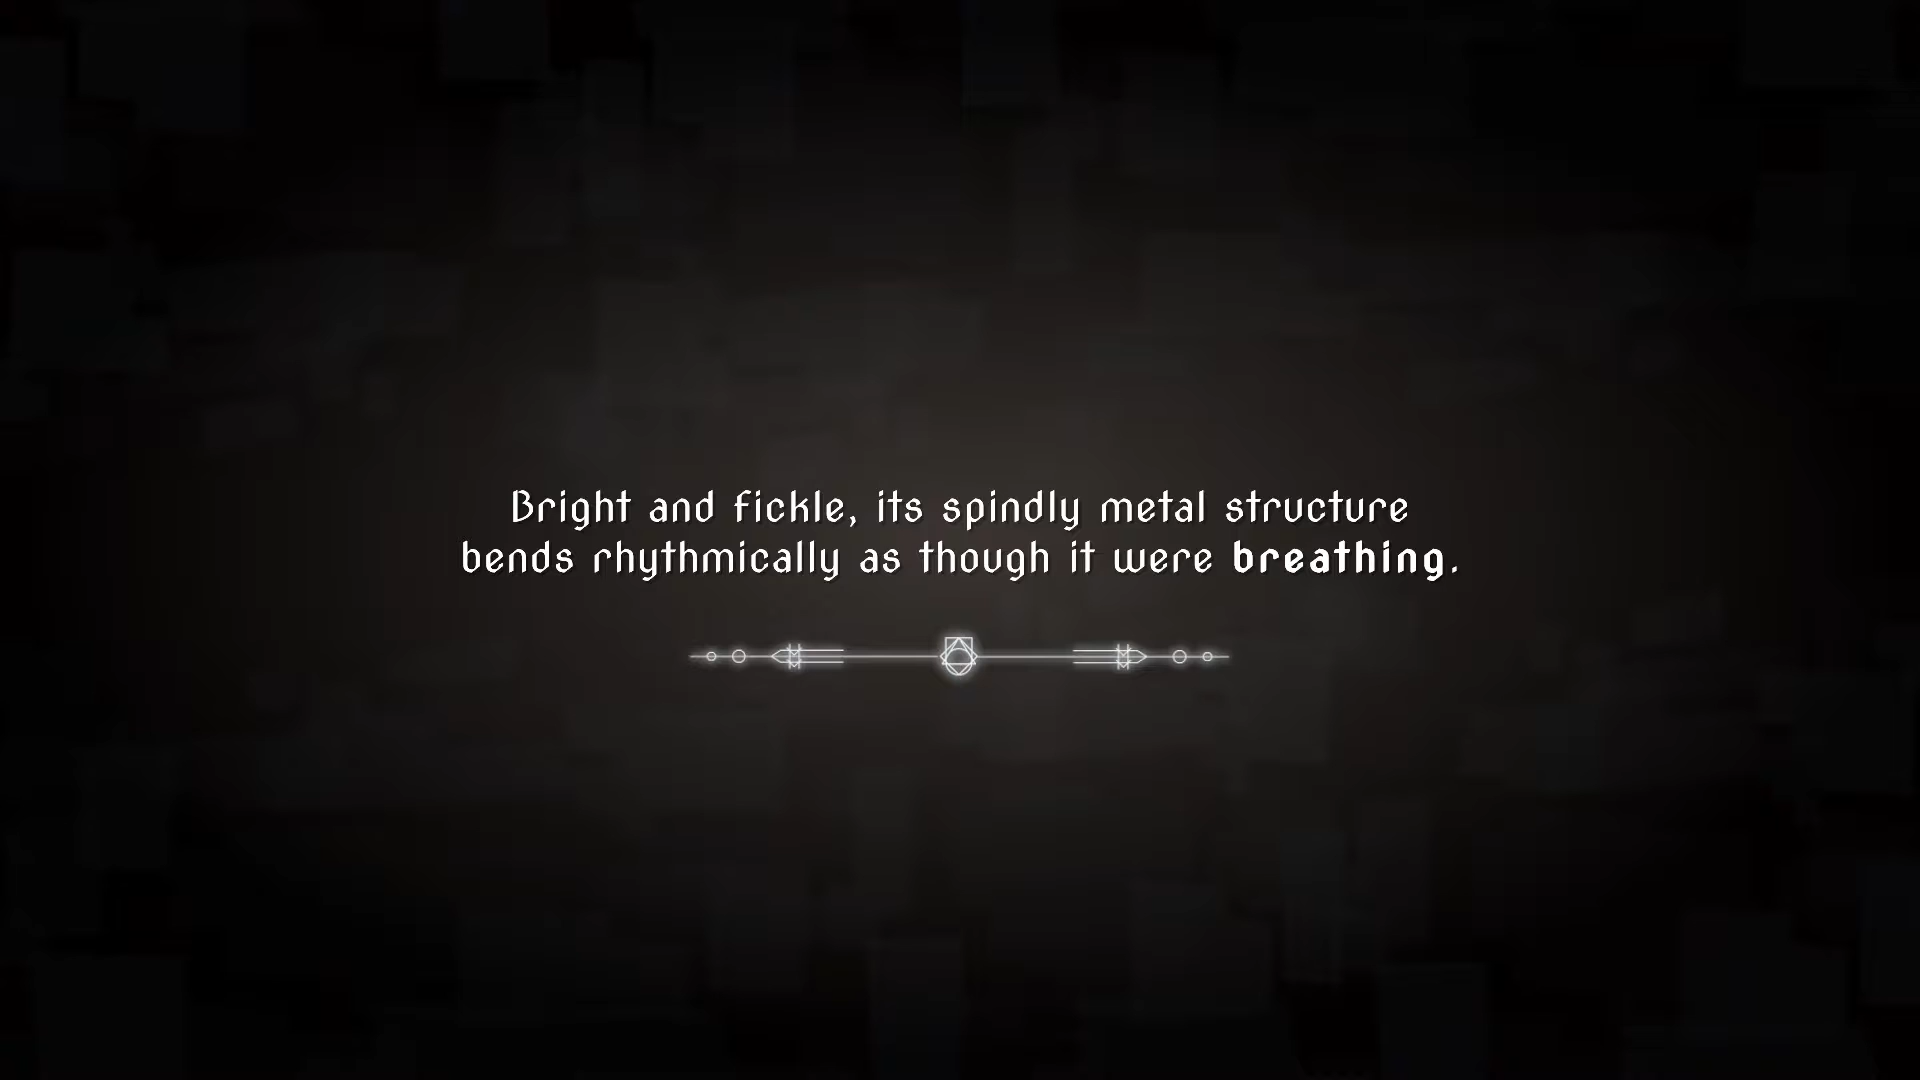 Bright and fickle, its spindly metal structure
bends rhythmically as though it were breathing.